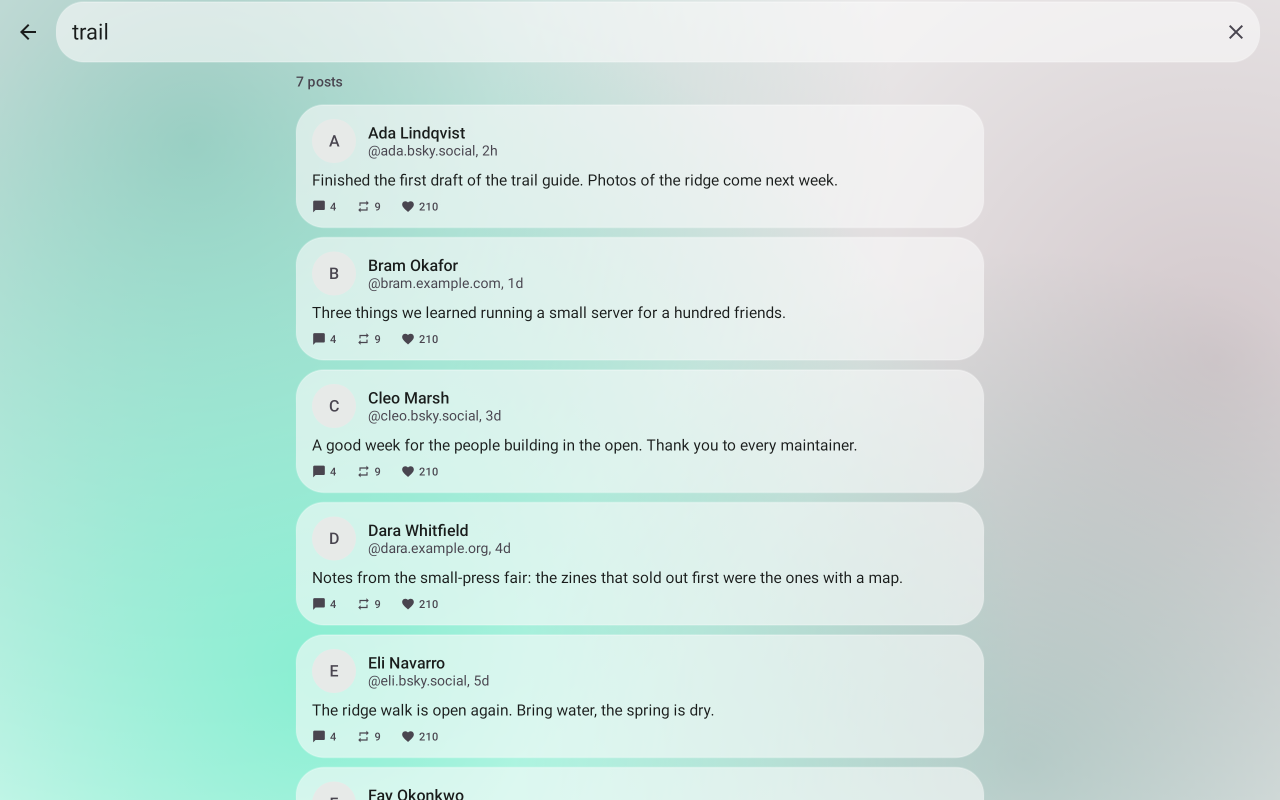 trail
7 posts
A
Ada Lindqvist
@ada.bsky.social, 2h
Finished the first draft of the trail guide. Photos of the ridge come next week.
4 9 210
B
Bram Okafor
@bram.example.com, 1d
Three things we learned running a small server for a hundred friends.
4 9 210
C
Cleo Marsh
@cleo.bsky.social, 3d
A good week for the people building in the open. Thank you to every maintainer.
4 9 210
D
Dara Whitfield
@dara.example.org, 4d
Notes from the small-press fair: the zines that sold out first were the ones with a map.
4 9 210
E
Eli Navarro
@eli.bsky.social, 5d
The ridge walk is open again. Bring water, the spring is dry.
4 9 210
Fay Okonkwo